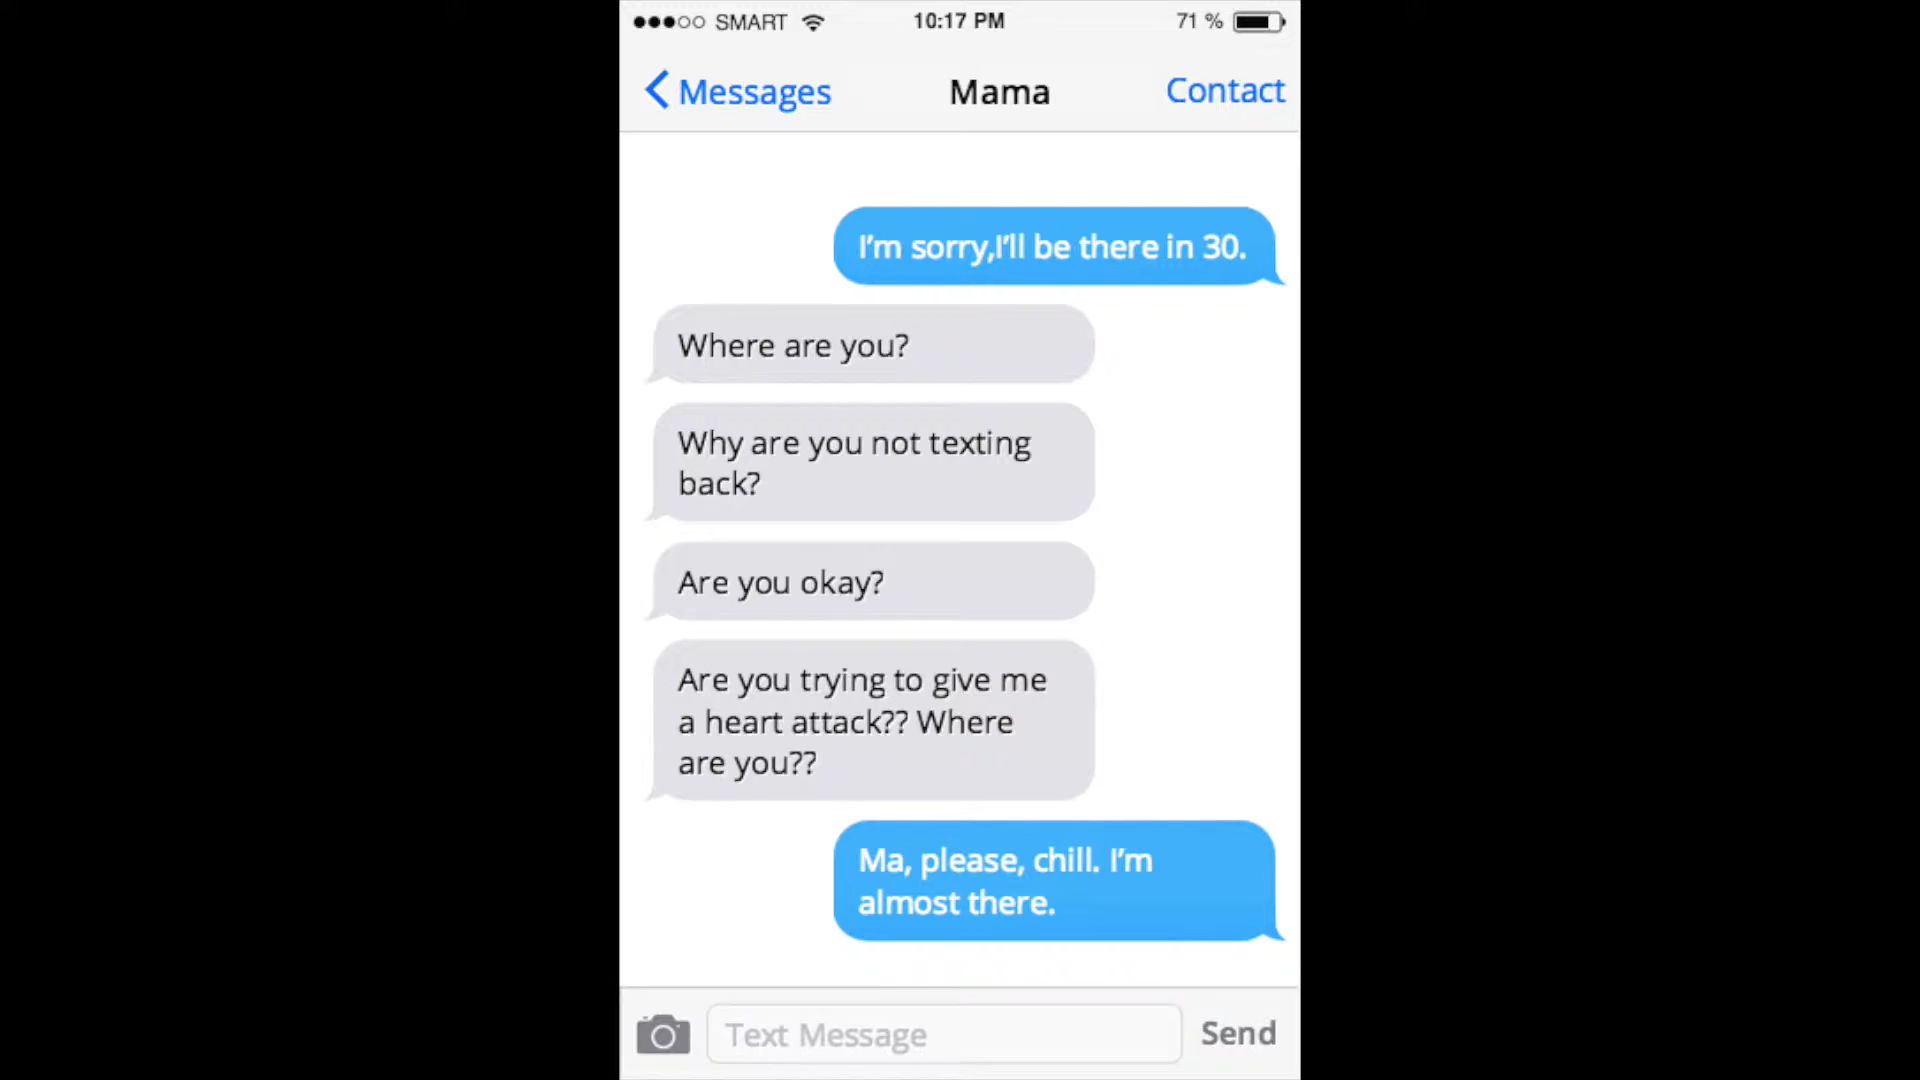 SMART 10:17 PM 71 %
Messages Mama Contact
I’m sorry,I’ll be there in 30.
Where are you?
Why are you not texting
back?
Are you okay?
Are you trying to give me
a heart attack?? Where
are you??
Ma, please, chill. I’m
almost there.
Text Message Send